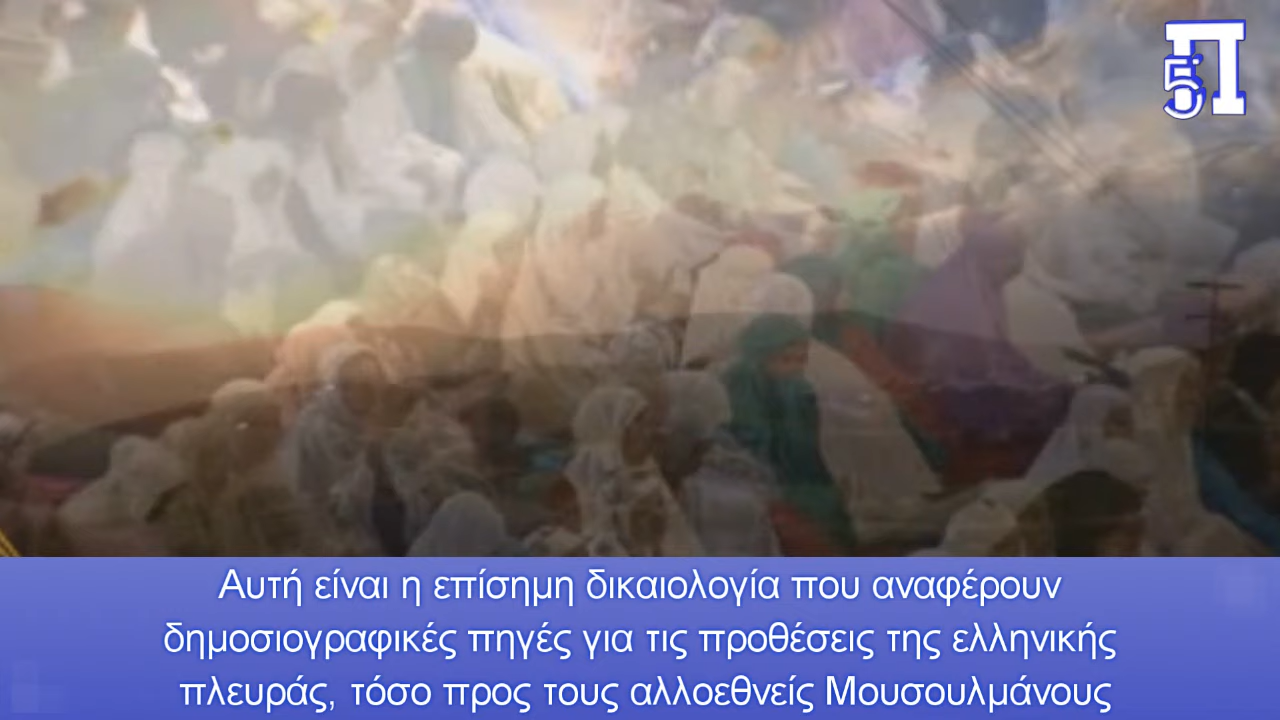 5Π
Αυτή είναι η επίσημη δικαιολογία που αναφέρουν
δημοσιογραφικές πηγές για τις προθέσεις της ελληνικής
πλευράς, τόσο προς τους αλλοεθνείς Μουσουλμάνους